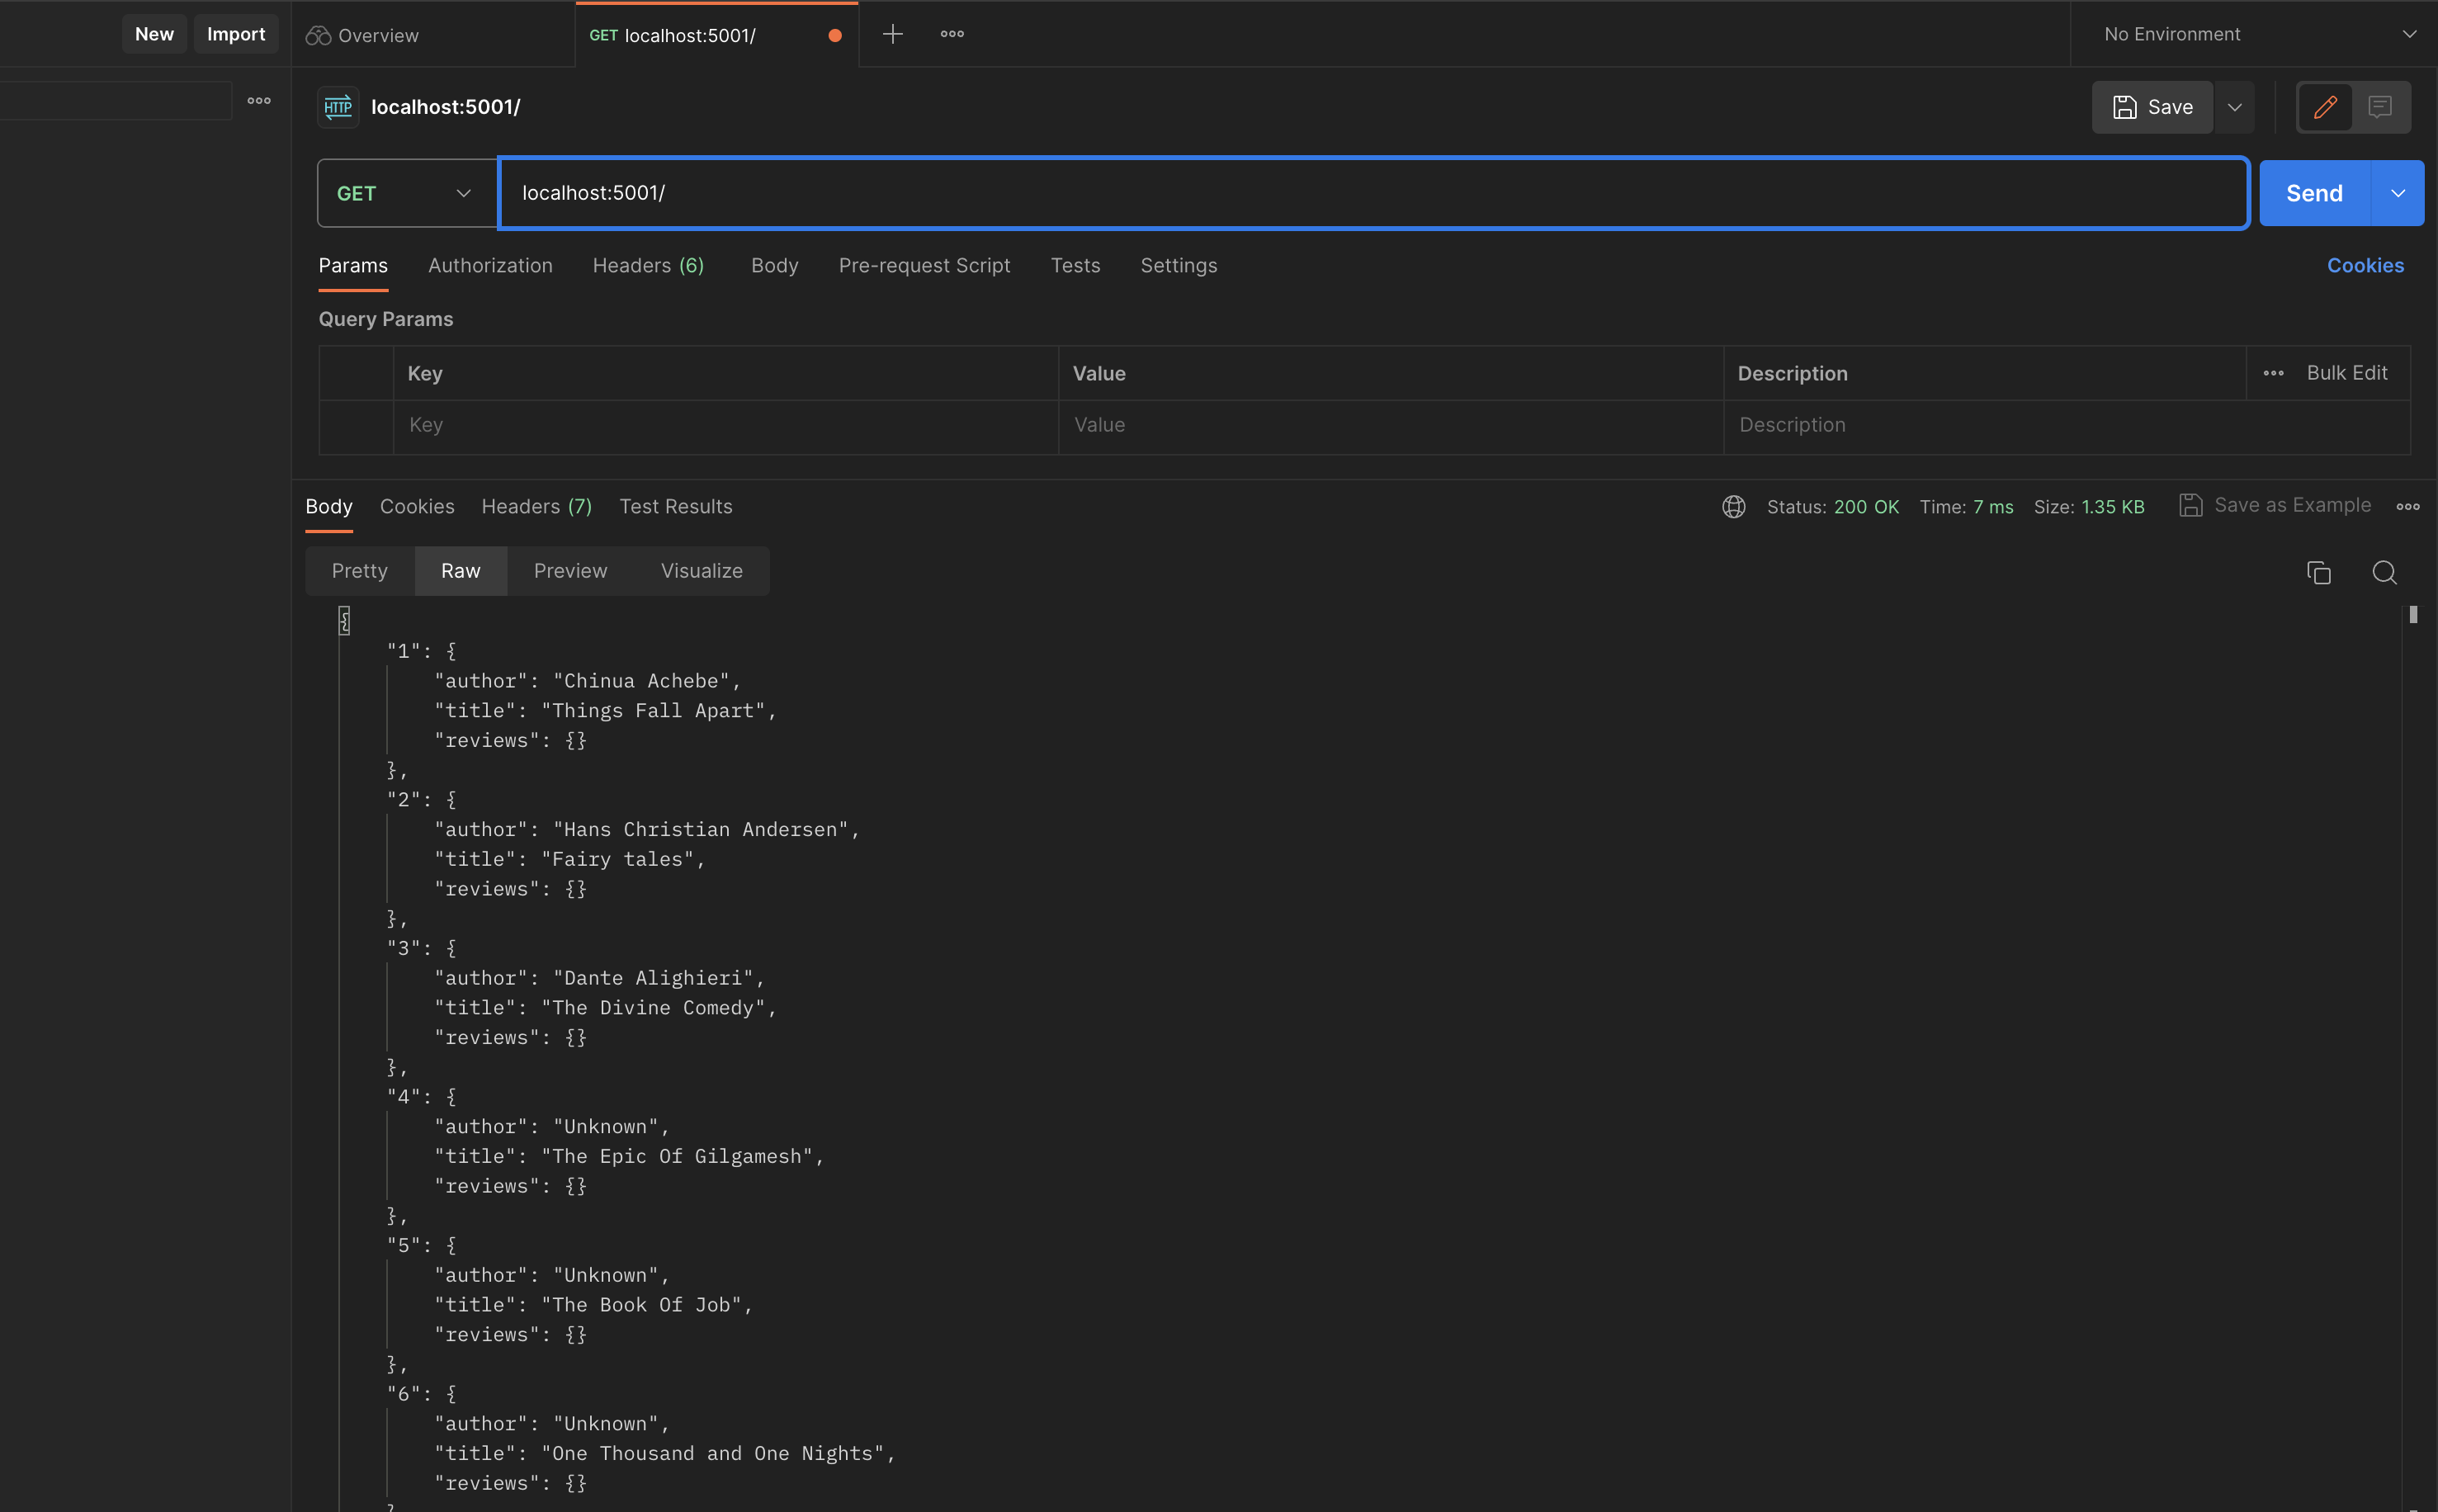 New Import Overview GET localhost:5001/ No Environment
HTTP localhost:5001/ Save
GET localhost:5001/ Send
Params Authorization Headers (6) Body Pre-request Script Tests Settings Cookies
Query Params
Key Value Description Bulk Edit
Key Value Description
Body Cookies Headers (7) Test Results Status: 200 OK Time: 7 ms Size: 1.35 KB Save as Example
Pretty Raw Preview Visualize
{
"1": {
"author": "Chinua Achebe",
"title": "Things Fall Apart",
"reviews": {}
},
"2": {
"author": "Hans Christian Andersen",
"title": "Fairy tales",
"reviews": {}
},
"3": {
"author": "Dante Alighieri",
"title": "The Divine Comedy",
"reviews": {}
},
"4": {
"author": "Unknown",
"title": "The Epic Of Gilgamesh",
"reviews": {}
},
"5": {
"author": "Unknown",
"title": "The Book Of Job",
"reviews": {}
},
"6": {
"author": "Unknown",
"title": "One Thousand and One Nights",
"reviews": {}